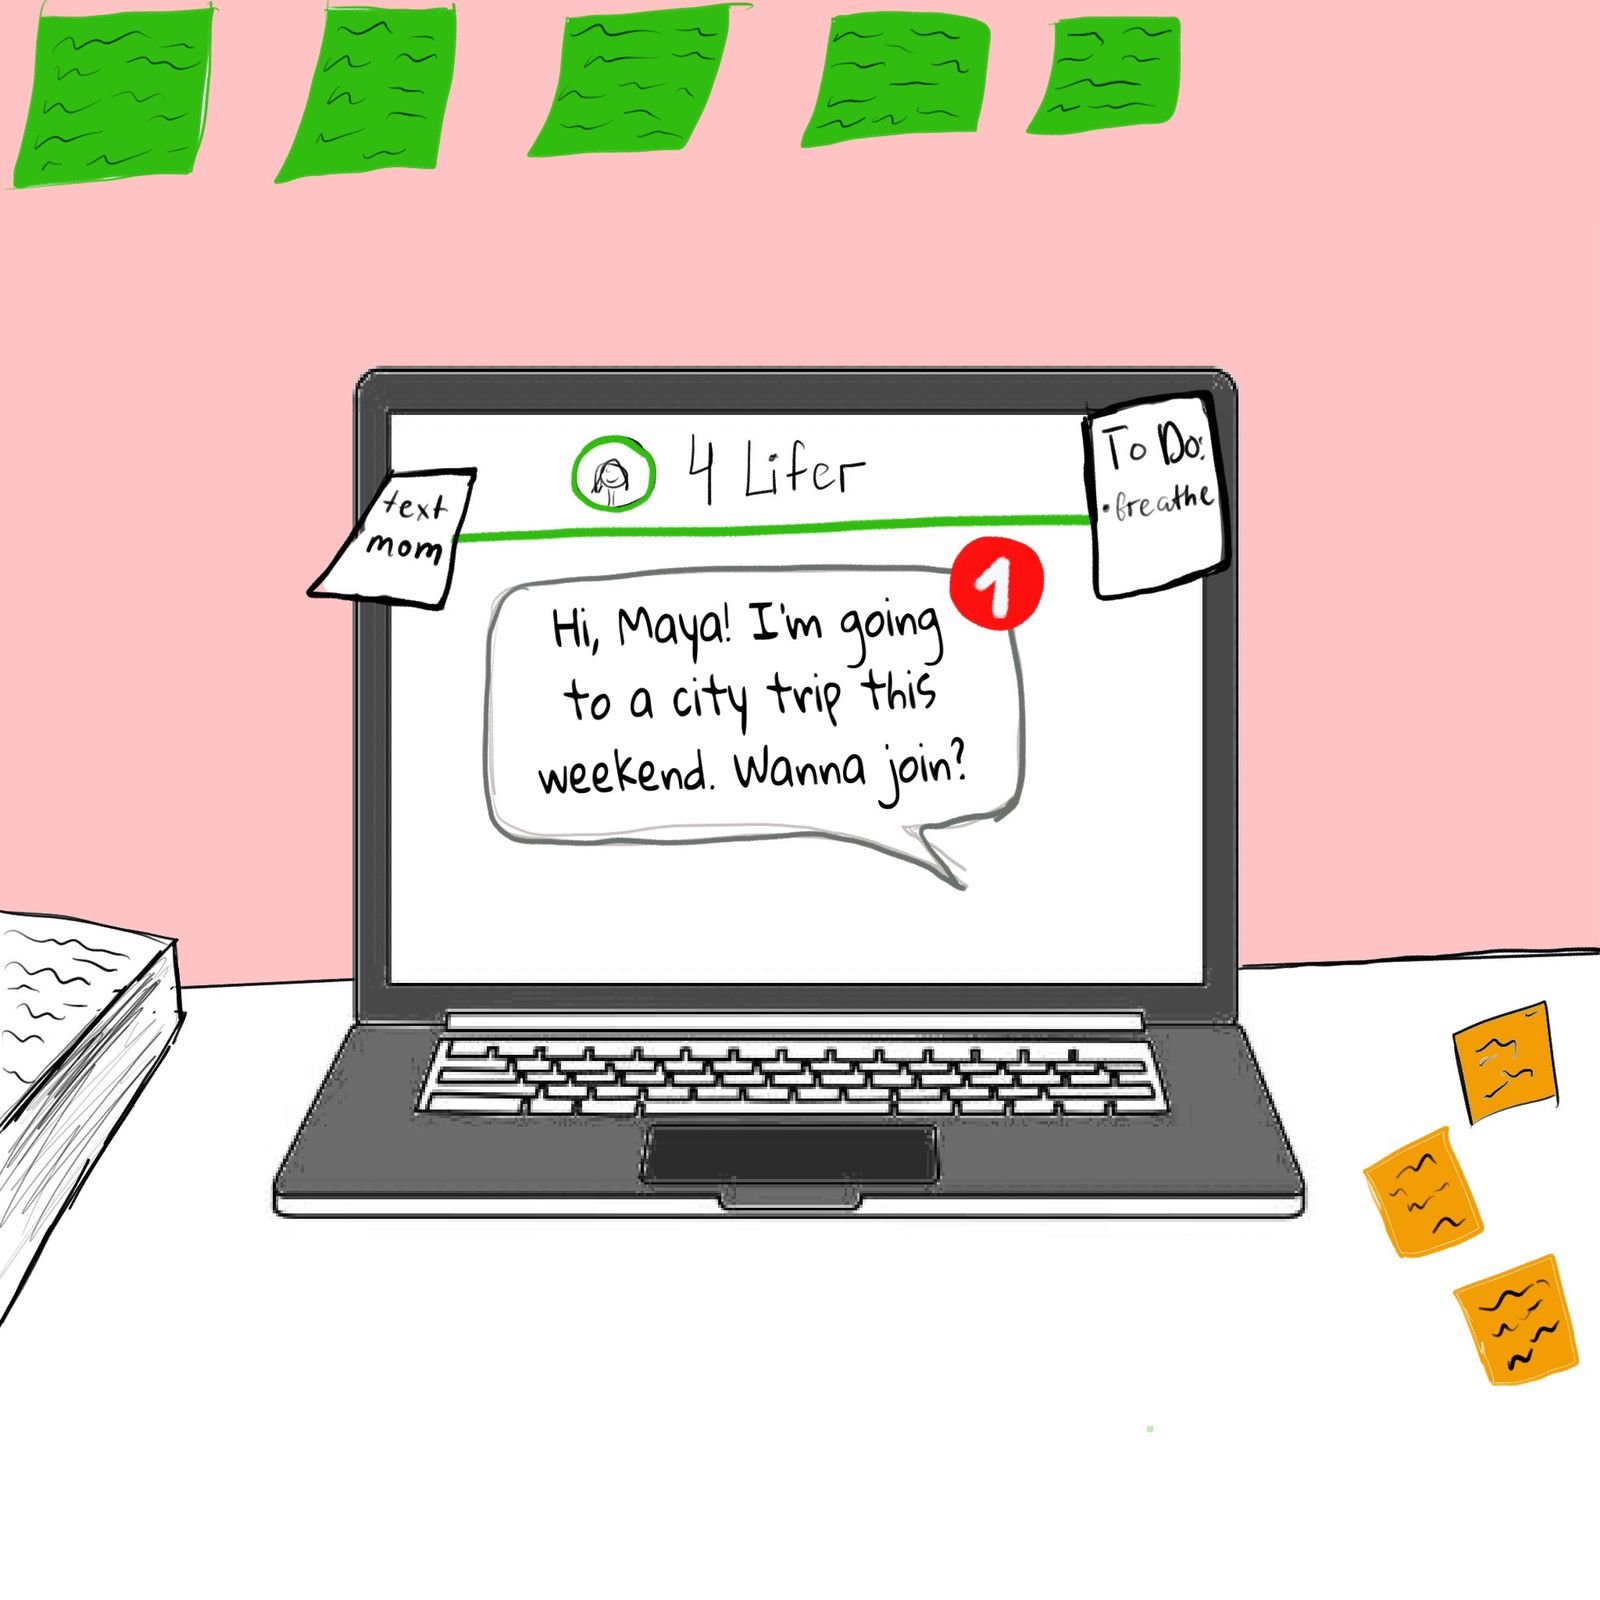 4 Lifer
text
mom
To Do:
• breathe
1
Hi, Maya! I'm going
to a city trip this
weekend. Wanna join?